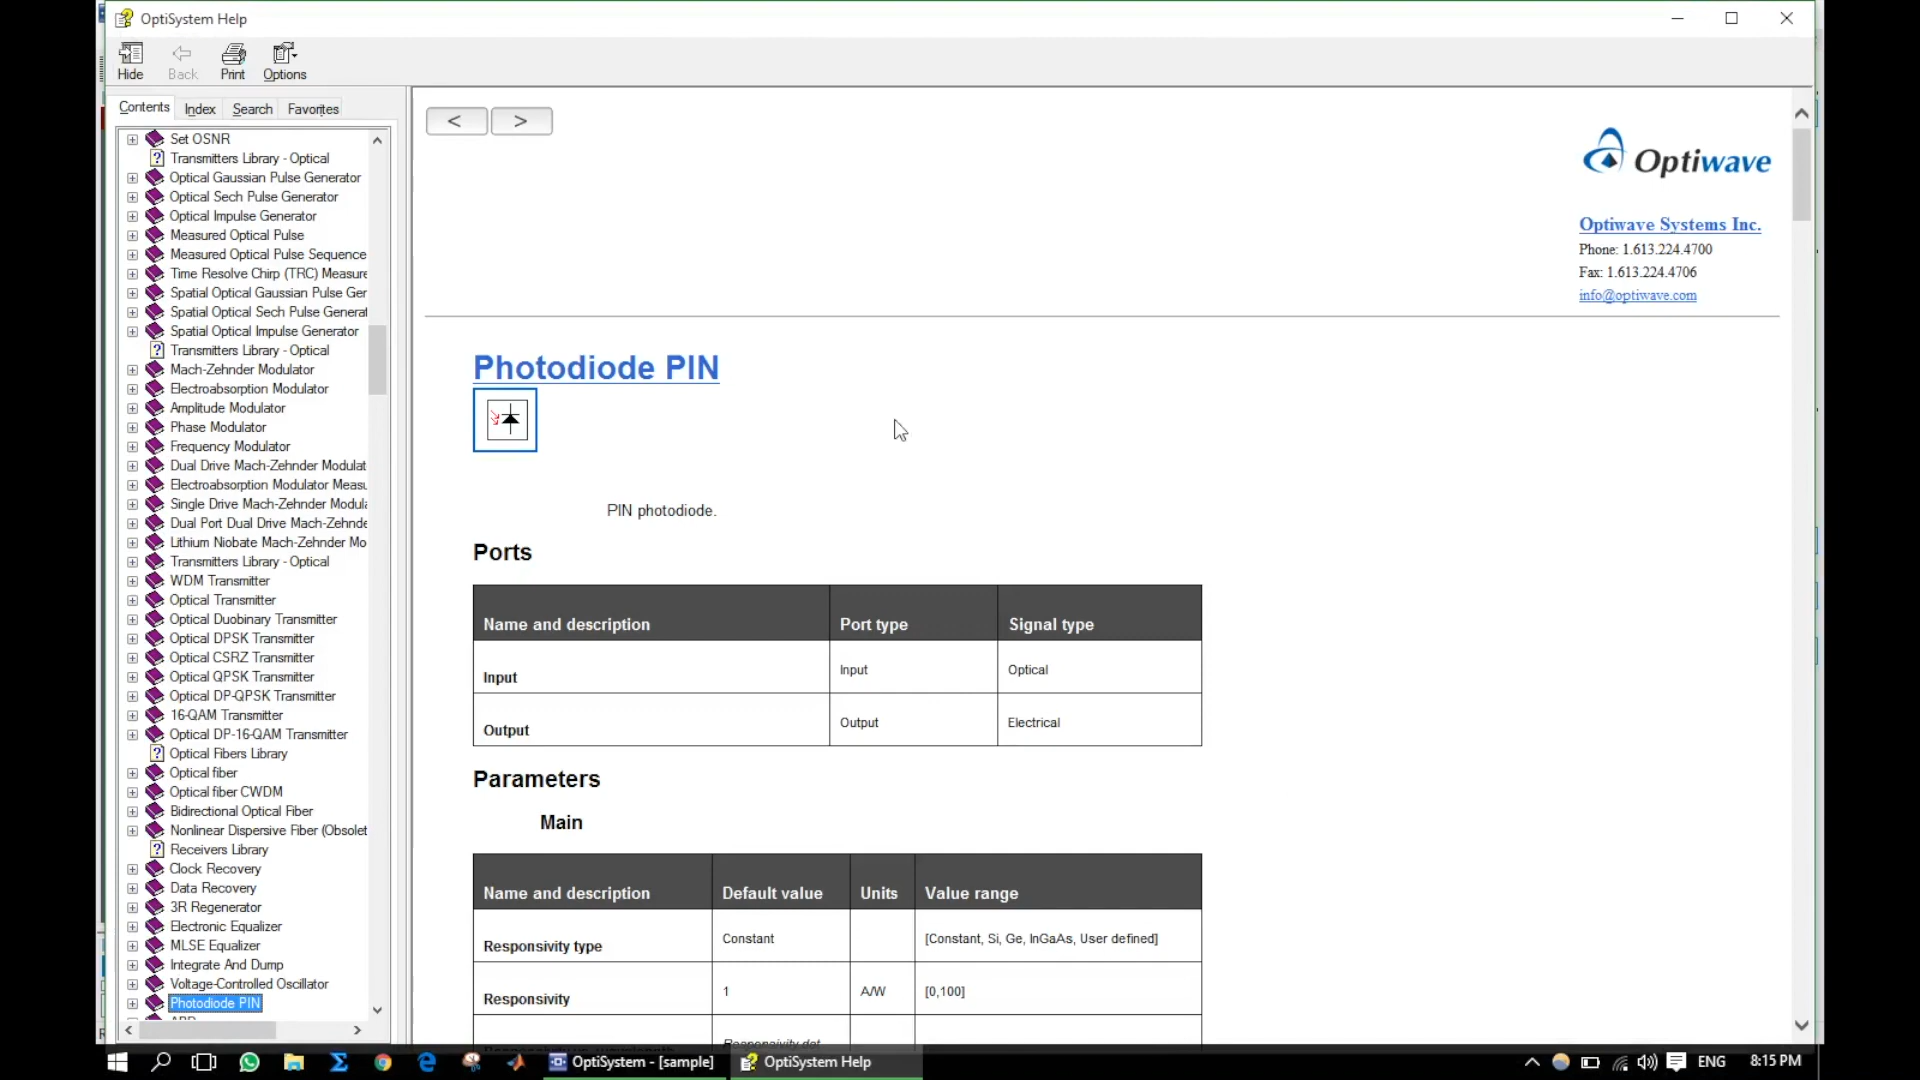 OptiSystem Help
Hide Back Print Options
Contents Index Search Favorites
Set OSNR
Transmitters Library - Optical
Optical Gaussian Pulse Generator
Optical Sech Pulse Generator
Optical Impulse Generator
Measured Optical Pulse
Measured Optical Pulse Sequence
Time Resolve Chirp (TRC) Measure
Spatial Optical Gaussian Pulse Ger
Spatial Optical Sech Pulse Generat
Spatial Optical Impulse Generator
Transmitters Library - Optical
Mach-Zehnder Modulator
Electroabsorption Modulator
Amplitude Modulator
Phase Modulator
Frequency Modulator
Dual Drive Mach-Zehnder Modulat
Electroabsorption Modulator Measu
Single Drive Mach-Zehnder Modula
Dual Port Dual Drive Mach-Zehnde
Lithium Niobate Mach-Zehnder Mo
Transmitters Library - Optical
WDM Transmitter
Optical Transmitter
Optical Duobinary Transmitter
Optical DPSK Transmitter
Optical CSRZ Transmitter
Optical QPSK Transmitter
Optical DP-QPSK Transmitter
16-QAM Transmitter
Optical DP-16-QAM Transmitter
Optical Fibers Library
Optical fiber
Optical fiber CWDM
Bidirectional Optical Fiber
Nonlinear Dispersive Fiber (Obsolet
Receivers Library
Clock Recovery
Data Recovery
3R Regenerator
Electronic Equalizer
MLSE Equalizer
Integrate And Dump
Voltage-Controlled Oscillator
Photodiode PIN
< >
Optiwave
Optiwave Systems Inc.
Phone: 1.613.224.4700
Fax: 1.613.224.4706
info@optiwave.com
Photodiode PIN
PIN photodiode.
Ports
Name and description Port type Signal type
Input Input Optical
Output Output Electrical
Parameters
Main
Name and description Default value Units Value range
Responsivity type Constant [Constant, Si, Ge, InGaAs, User defined]
Responsivity 1 A/W [0,100]
OptiSystem - [sample] OptiSystem Help ENG 8:15 PM